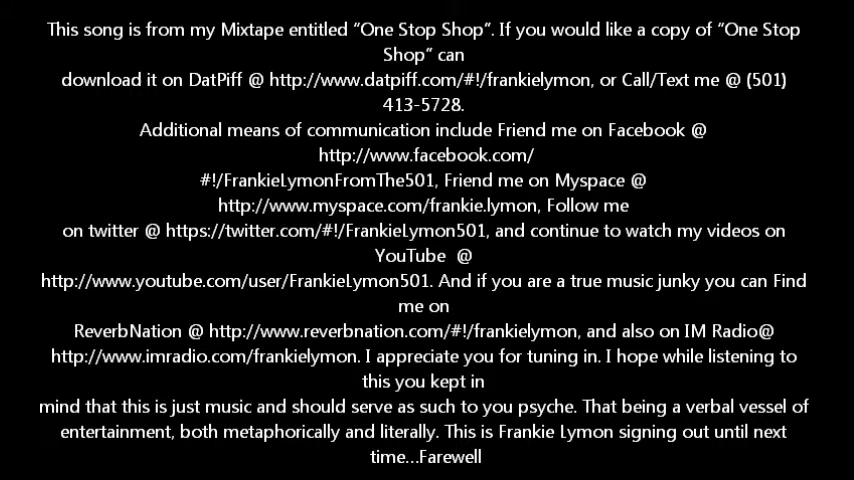 This song is from my Mixtape entitled “One Stop Shop”. If you would like a copy of “One Stop
Shop” can
download it on DatPiff @ http://www.datpiff.com/#!/frankielymon, or Call/Text me @ (501)
413-5728.
Additional means of communication include Friend me on Facebook @
http://www.facebook.com/
#!/FrankieLymonFromThe501, Friend me on Myspace @
http://www.myspace.com/frankie.lymon, Follow me
on twitter @ https://twitter.com/#!/FrankieLymon501, and continue to watch my videos on
YouTube @
http://www.youtube.com/user/FrankieLymon501. And if you are a true music junky you can Find
me on
ReverbNation @ http://www.reverbnation.com/#!/frankielymon, and also on IM Radio@
http://www.imradio.com/frankielymon. I appreciate you for tuning in. I hope while listening to
this you kept in
mind that this is just music and should serve as such to you psyche. That being a verbal vessel of
entertainment, both metaphorically and literally. This is Frankie Lymon signing out until next
time...Farewell